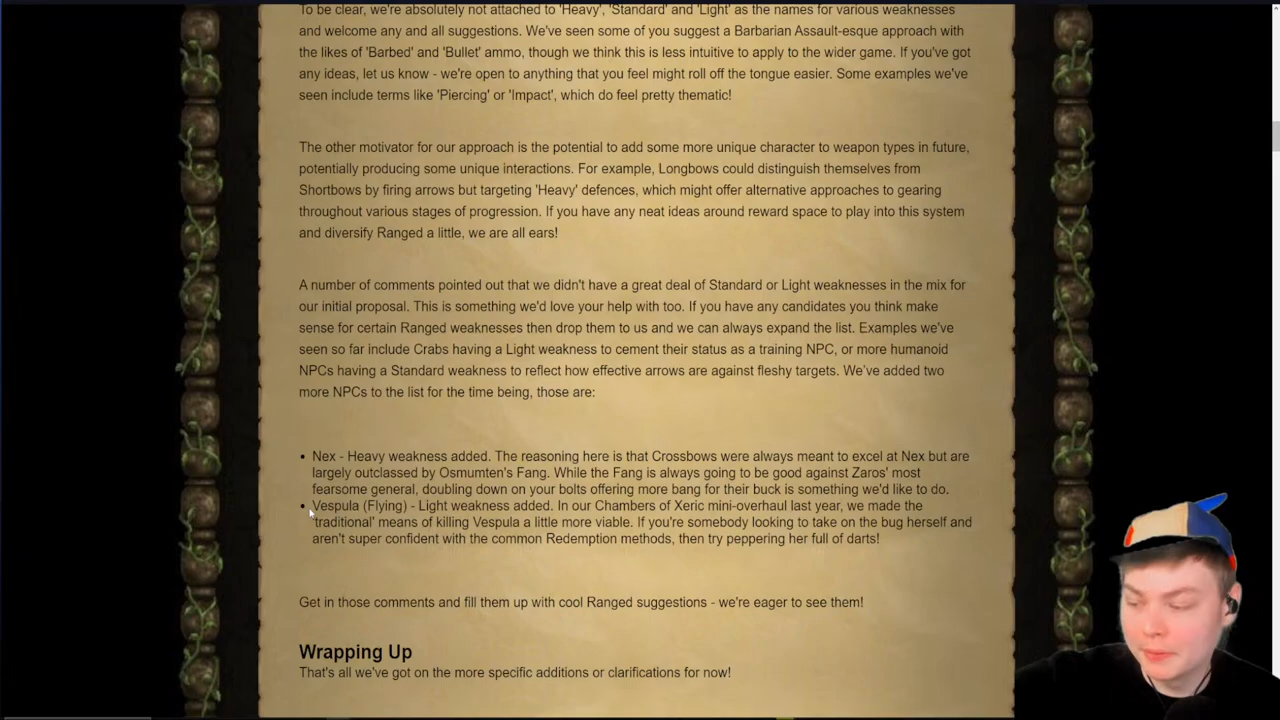 To be clear, we're absolutely not attached to 'Heavy', 'Standard' and 'Light' as the names for various weaknesses
and welcome any and all suggestions. We've seen some of you suggest a Barbarian Assault-esque approach with
the likes of 'Barbed' and 'Bullet' ammo, though we think this is less intuitive to apply to the wider game. If you've got
any ideas, let us know - we're open to anything that you feel might roll off the tongue easier. Some examples we've
seen include terms like 'Piercing' or 'Impact', which do feel pretty thematic!
The other motivator for our approach is the potential to add some more unique character to weapon types in future,
potentially producing some unique interactions. For example, Longbows could distinguish themselves from
Shortbows by firing arrows but targeting 'Heavy' defences, which might offer alternative approaches to gearing
throughout various stages of progression. If you have any neat ideas around reward space to play into this system
and diversify Ranged a little, we are all ears!
A number of comments pointed out that we didn't have a great deal of Standard or Light weaknesses in the mix for
our initial proposal. This is something we'd love your help with too. If you have any candidates you think make
sense for certain Ranged weaknesses then drop them to us and we can always expand the list. Examples we've
seen so far include Crabs having a Light weakness to cement their status as a training NPC, or more humanoid
NPCs having a Standard weakness to reflect how effective arrows are against fleshy targets. We've added two
more NPCs to the list for the time being, those are:
• Nex - Heavy weakness added. The reasoning here is that Crossbows were always meant to excel at Nex but are
largely outclassed by Osmumten's Fang. While the Fang is always going to be good against Zaros' most
fearsome general, doubling down on your bolts offering more bang for their buck is something we'd like to do.
• Vespula (Flying) - Light weakness added. In our Chambers of Xeric mini-overhaul last year, we made the
'traditional' means of killing Vespula a little more viable. If you're somebody looking to take on the bug herself and
aren't super confident with the common Redemption methods, then try peppering her full of darts!
Get in those comments and fill them up with cool Ranged suggestions - we're eager to see them!
Wrapping Up
That's all we've got on the more specific additions or clarifications for now!